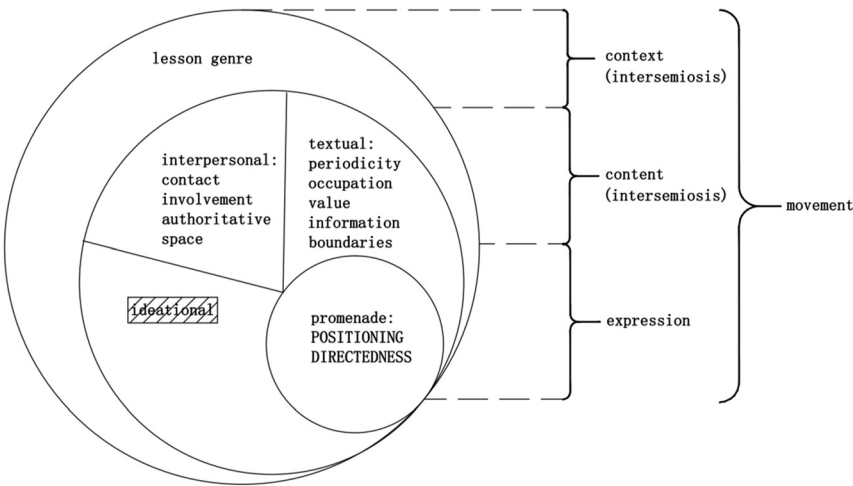 lesson genre
interpersonal:
contact
involvement
authoritative
space
textual:
periodicity
occupation
value
information
boundaries
ideational
promenade:
POSITIONING
DIRECTEDNESS
context
(intersemiosis)
content
(intersemiosis)
expression
movement